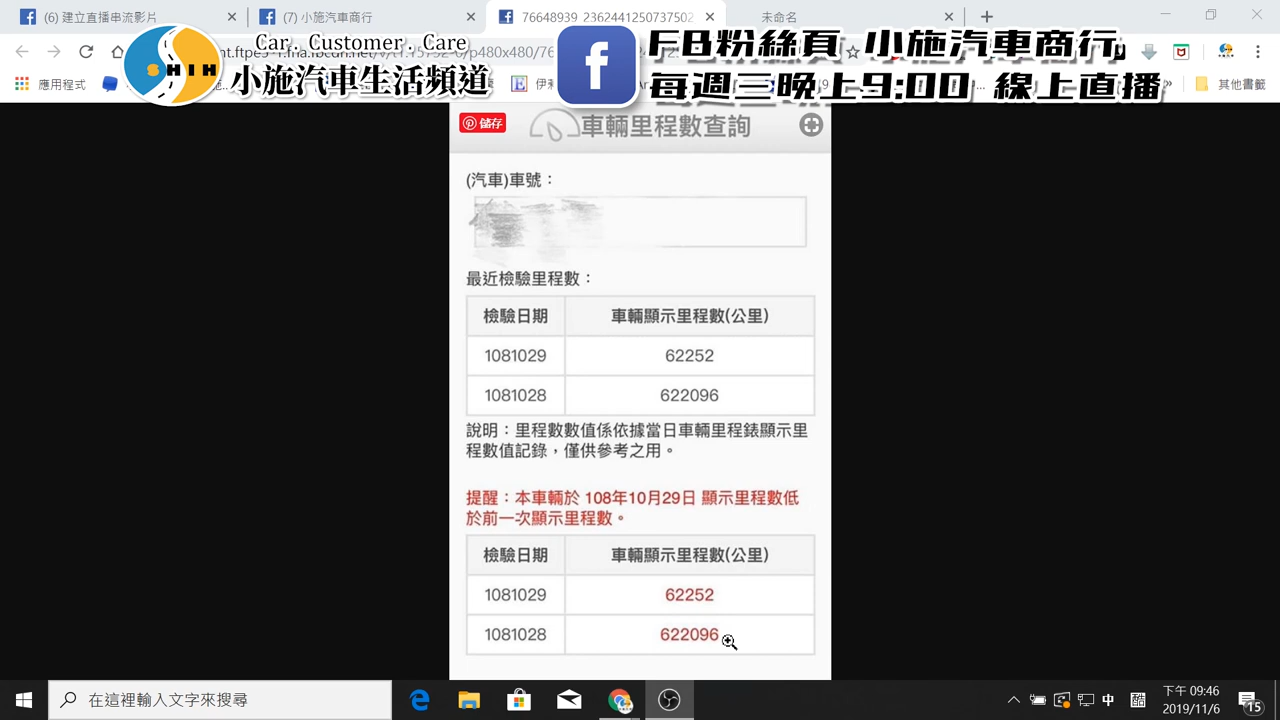 (6) 建立直播串流影片
(7) 小施汽車商行
76648939_2362441250737502
未命名
Car. Customer. Care
小施汽車生活頻道
SHIH
FB粉絲頁 小施汽車商行
每週三晚上9:00 線上直播
應用程式
其他書籤
儲存
車輛里程數查詢
(汽車)車號：
最近檢驗里程數：
檢驗日期 車輛顯示里程數(公里)
1081029 62252
1081028 622096
說明：里程數數值係依據當日車輛里程錶顯示里
程數值記錄，僅供參考之用。
提醒：本車輛於 108年10月29日 顯示里程數低
於前一次顯示里程數。
檢驗日期 車輛顯示里程數(公里)
1081029 62252
1081028 622096
在這裡輸入文字來搜尋
中
下午 09:46
2019/11/6
15